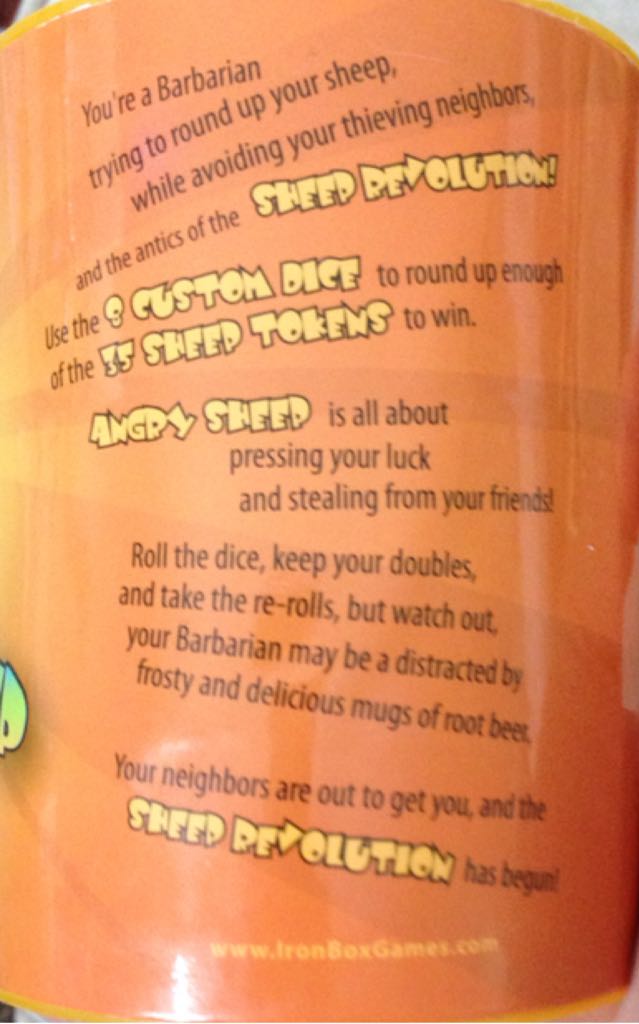 You're a Barbarian
trying to round up your sheep,
while avoiding your thieving neighbors,
and the antics of the SHEEP REVOLUTION!
Use the 8 CUSTOM DICE to round up enough
of the 35 SHEEP TOKENS to win.
ANGRY SHEEP is all about
pressing your luck
and stealing from your friends!
Roll the dice, keep your doubles,
and take the re-rolls, but watch out,
your Barbarian may be a distracted by
frosty and delicious mugs of root beer.
Your neighbors are out to get you, and the
SHEEP REVOLUTION has begun!
www.IronBoxGames.com